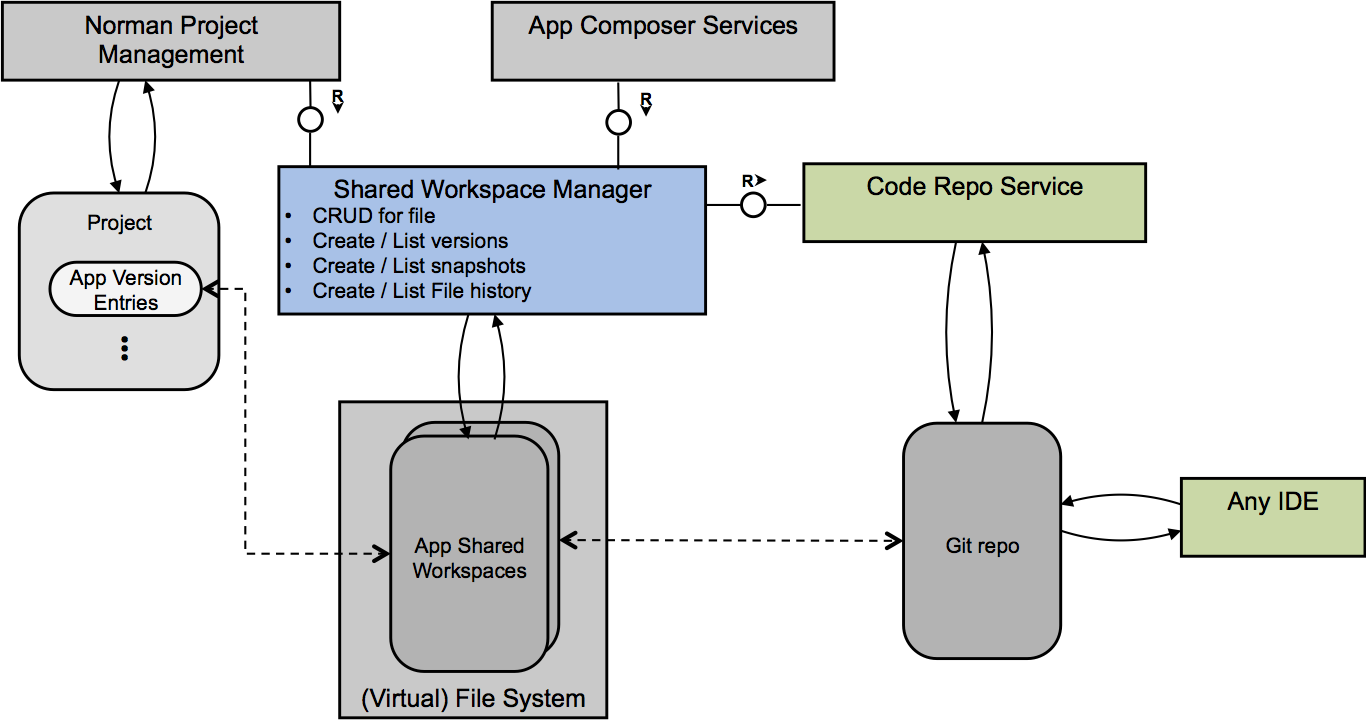 Norman Project
Management
App Composer Services
R
R
Shared Workspace Manager
• CRUD for file
• Create / List versions
• Create / List snapshots
• Create / List File history
R
Code Repo Service
Project
App Version
Entries
App Shared
Workspaces
(Virtual) File System
Git repo
Any IDE